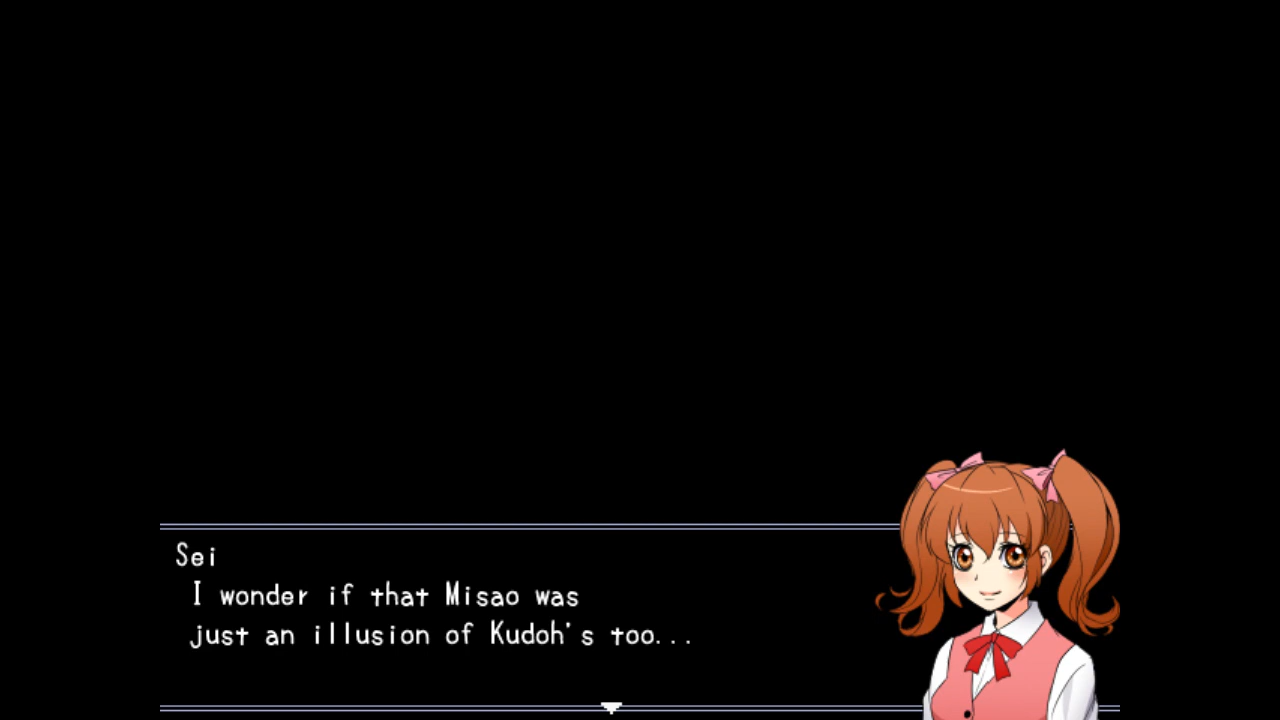 Sei
I wonder if that Misao was
just an illusion of Kudoh's too...